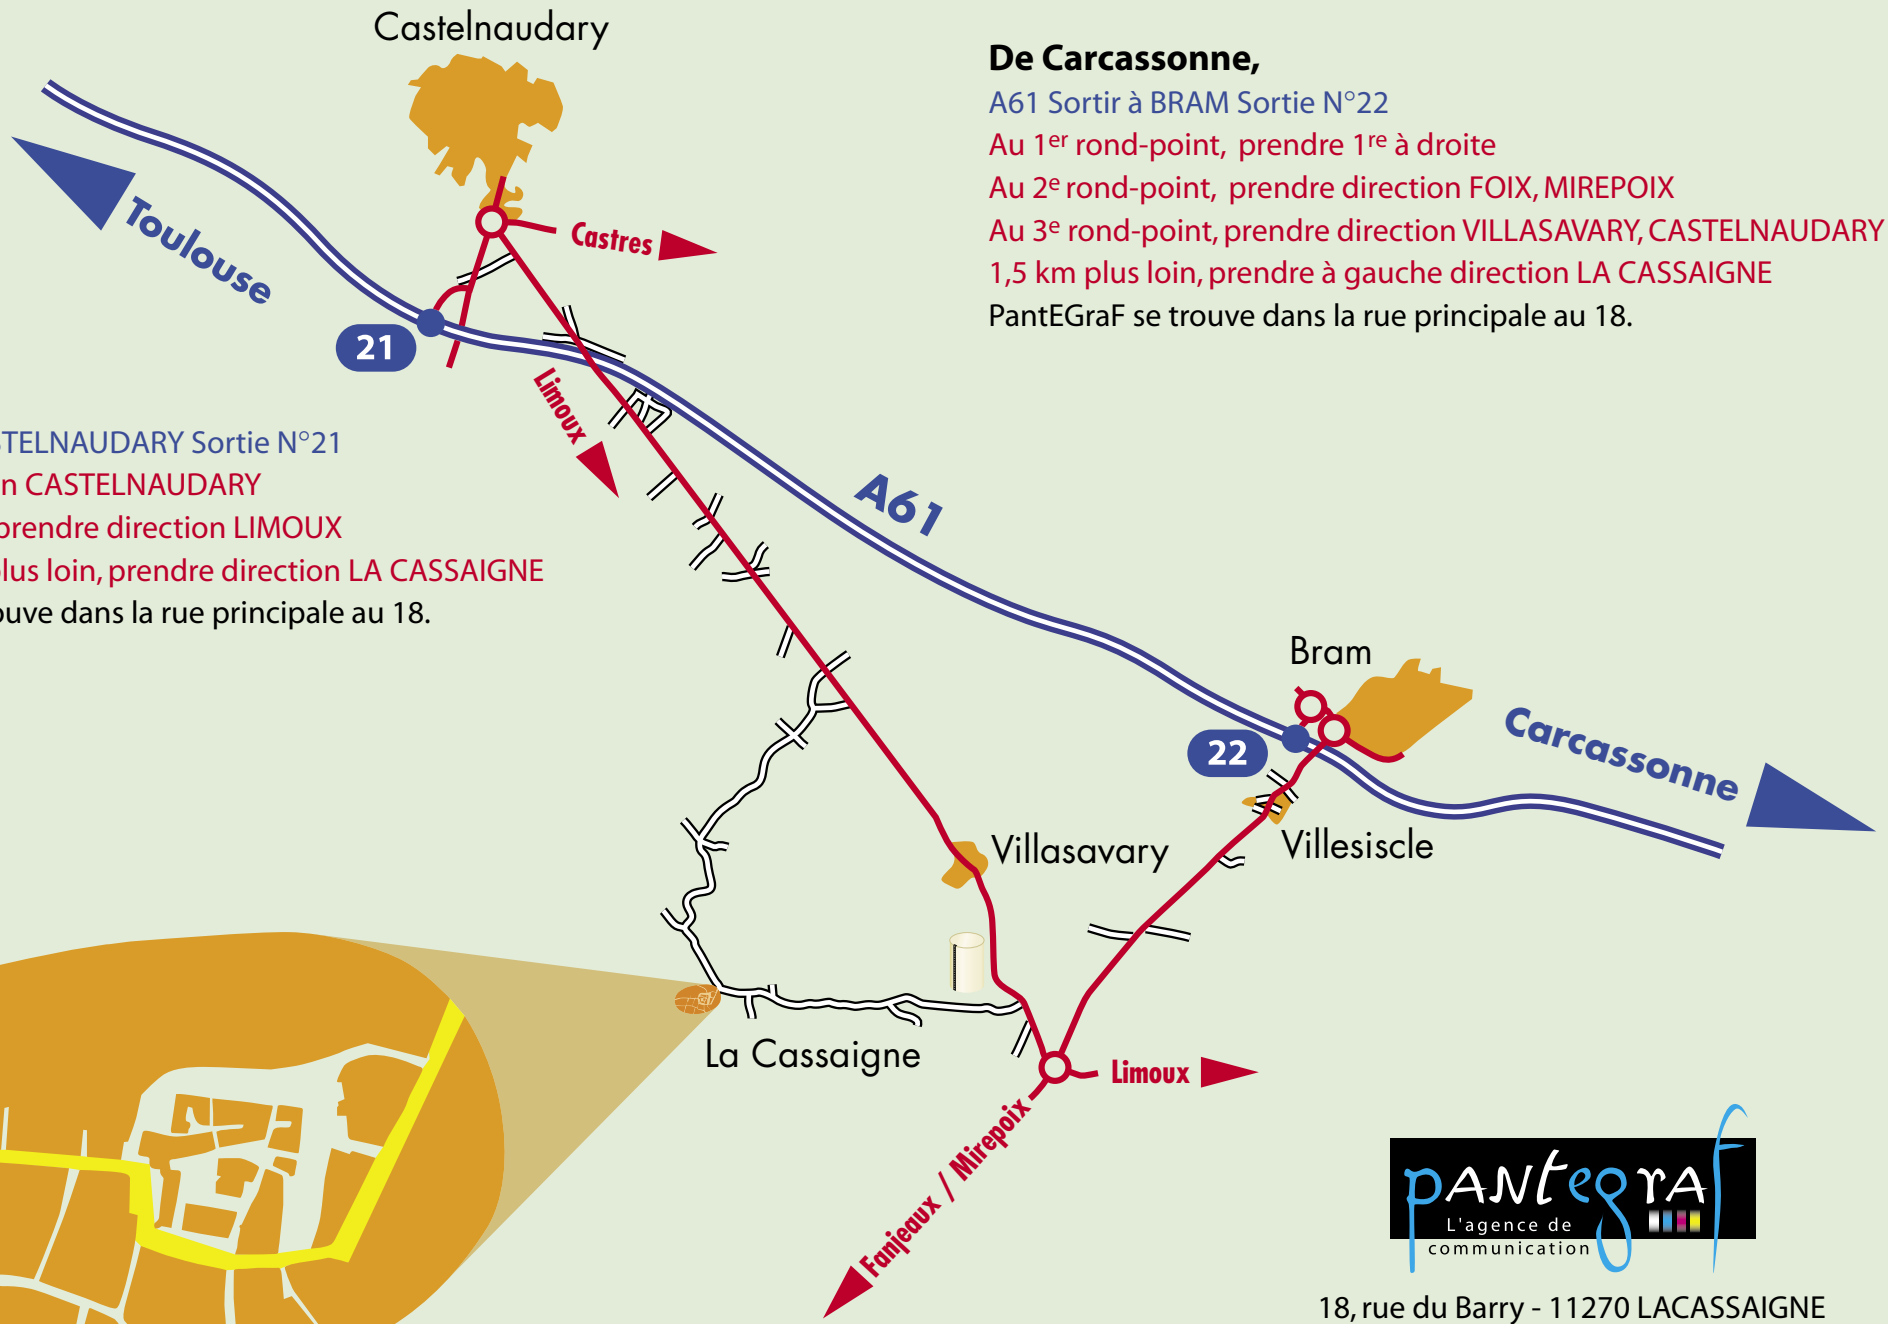 Castelnaudary
De Carcassonne,
A61 Sortir à BRAM Sortie N°22
Au 1er rond-point, prendre 1re à droite
Au 2e rond-point, prendre direction FOIX, MIREPOIX
Au 3e rond-point, prendre direction VILLASAVARY, CASTELNAUDARY
1,5 km plus loin, prendre à gauche direction LA CASSAIGNE
PantEGraF se trouve dans la rue principale au 18.
Toulouse
Castres
21
Limoux
STELNAUDARY Sortie N°21
n CASTELNAUDARY
prendre direction LIMOUX
plus loin, prendre direction LA CASSAIGNE
ouve dans la rue principale au 18.
A61
Bram
22
Carcassonne
Villasavary
Villesiscle
La Cassaigne
Limoux
Fanjeaux / Mirepoix
pANtegrAf
L'agence de
communication
18, rue du Barry - 11270 LACASSAIGNE